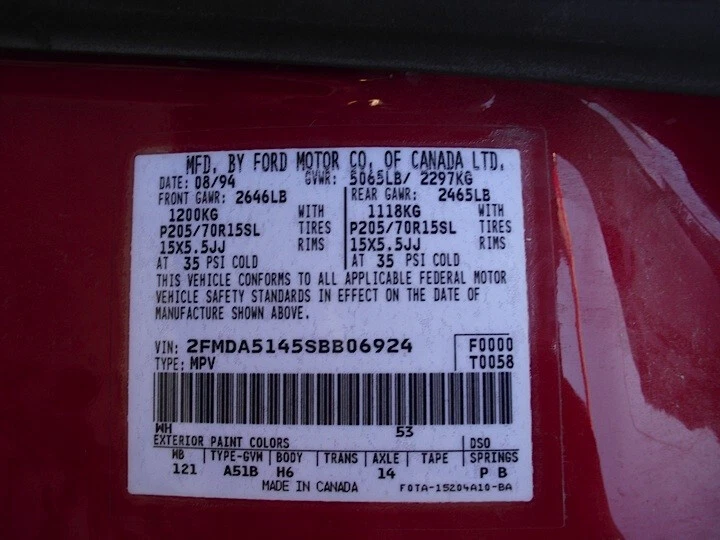 MFD. BY FORD MOTOR CO. OF CANADA LTD.
DATE: 08/94 GVWR: 5065LB/ 2297KG
FRONT GAWR: 2646LB REAR GAWR: 2465LB
1200KG WITH 1118KG WITH
P205/70R15SL TIRES P205/70R15SL TIRES
15X5.5JJ RIMS 15X5.5JJ RIMS
AT 35 PSI COLD AT 35 PSI COLD
THIS VEHICLE CONFORMS TO ALL APPLICABLE FEDERAL MOTOR
VEHICLE SAFETY STANDARDS IN EFFECT ON THE DATE OF
MANUFACTURE SHOWN ABOVE.
VIN: 2FMDA5145SBB06924 F0000
TYPE: MPV T0058
WH 53
EXTERIOR PAINT COLORS DSO
WB TYPE-GVM BODY TRANS AXLE TAPE SPRINGS
121 A51B H6 14 P B
MADE IN CANADA F0TA-15204A10-BA